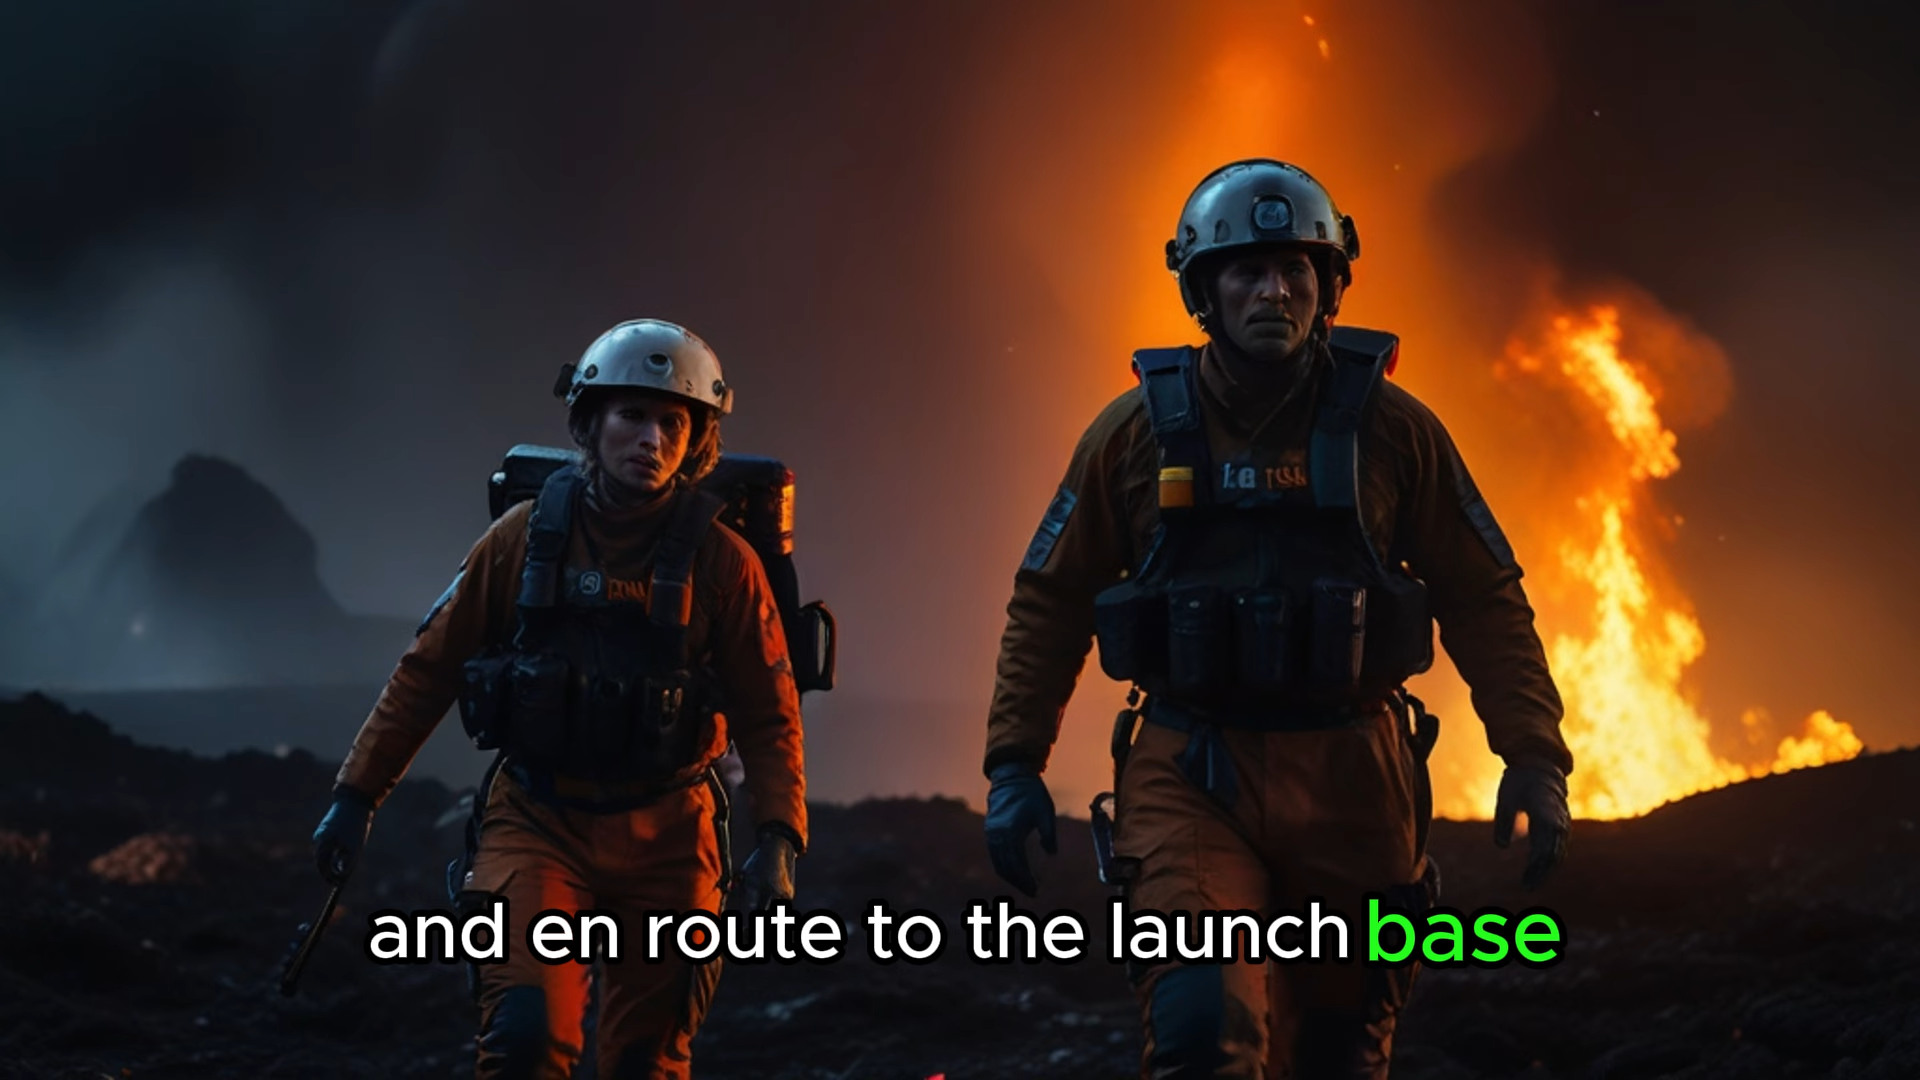 and en route to the launch base